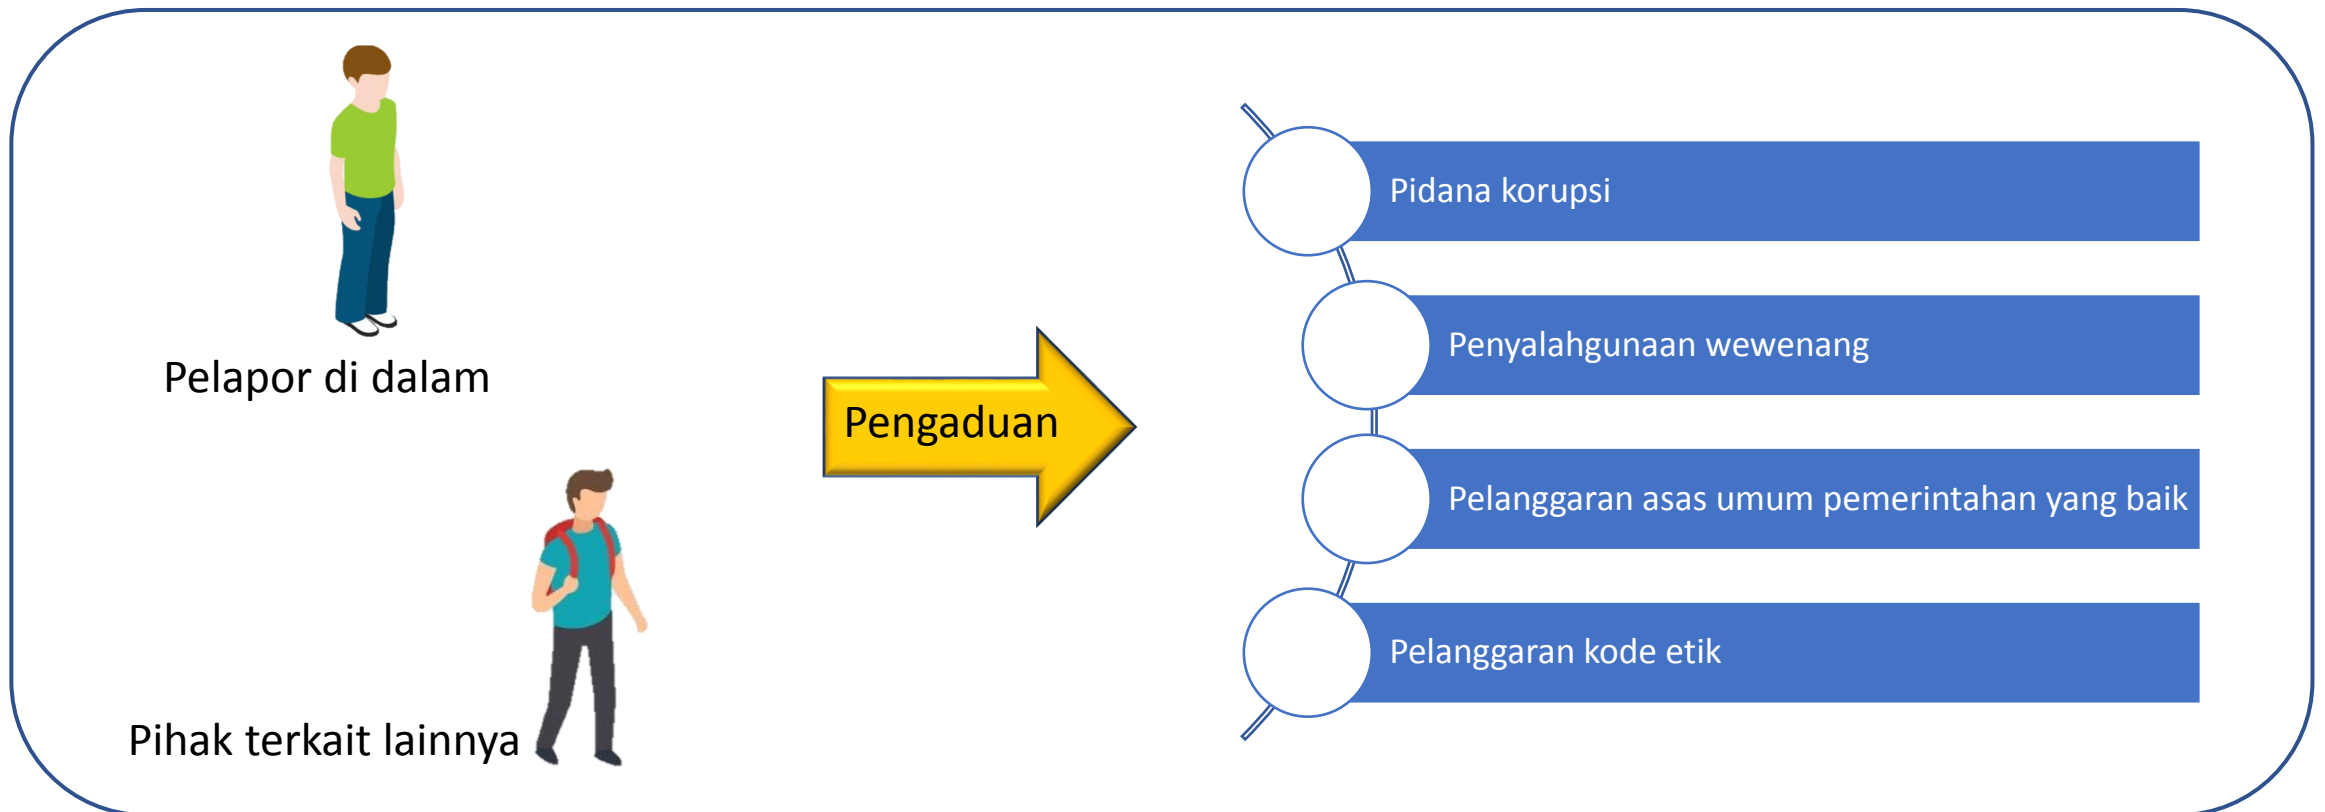 Pelapor di dalam
Pihak terkait lainnya
Pengaduan
Pidana korupsi
Penyalahgunaan wewenang
Pelanggaran asas umum pemerintahan yang baik
Pelanggaran kode etik